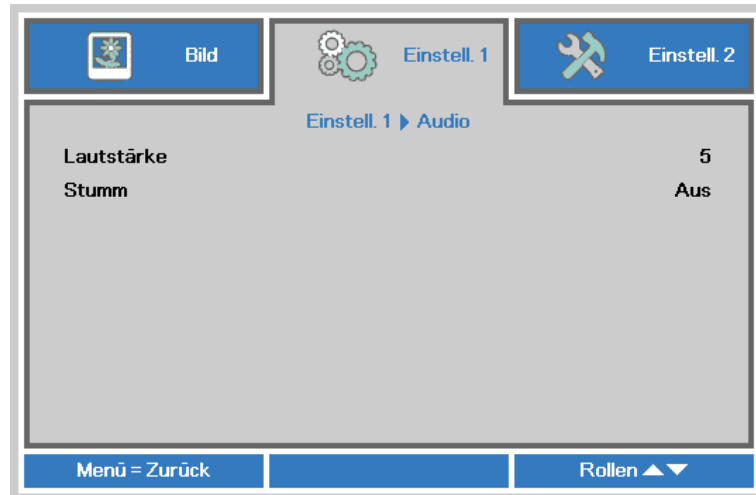 Bild
Einstell. 1
Einstell. 2
Einstell. 1 ▶ Audio
Lautstärke 5
Stumm Aus
Menü = Zurück
Rollen ▲▼